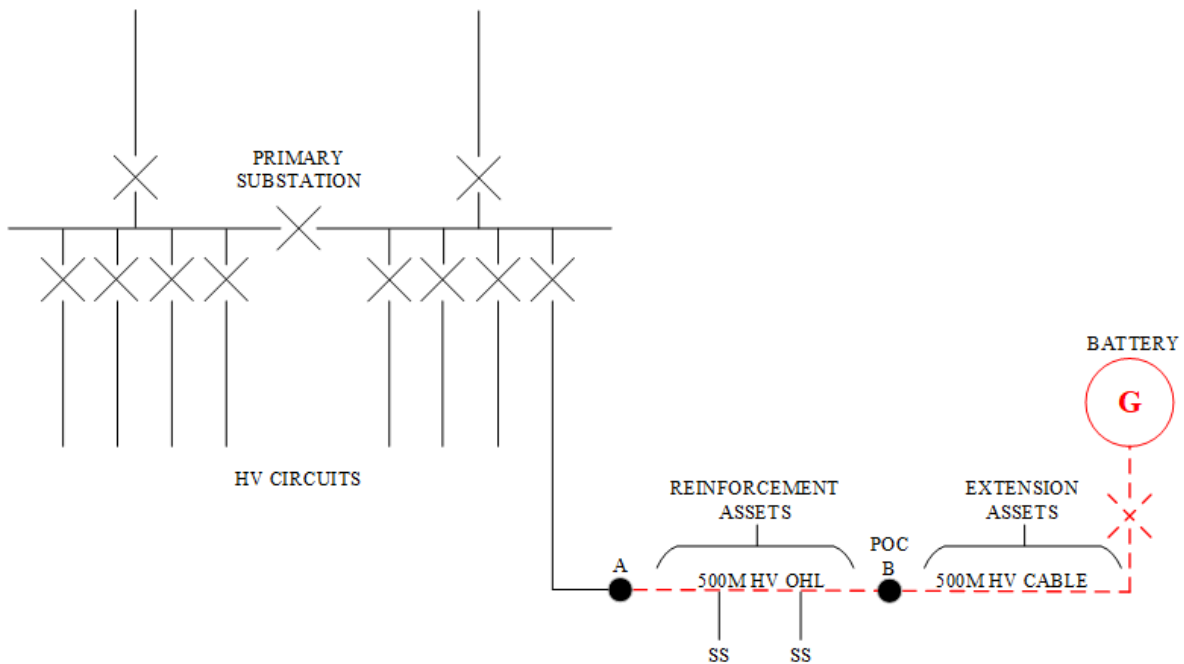 PRIMARY
SUBSTATION
HV CIRCUITS
BATTERY
G
REINFORCEMENT
ASSETS
EXTENSION
ASSETS
A
POC
B
500M HV OHL
500M HV CABLE
SS
SS